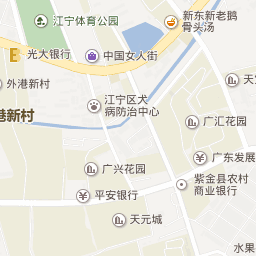 江宁体育公园
新东新老鹅
骨头汤
光大银行
中国女人街
外港新村
江宁区犬
病防治中心
天
港新村
广汇花园
广兴花园
广东发展
紫金县农村
商业银行
平安银行
天元城
水果